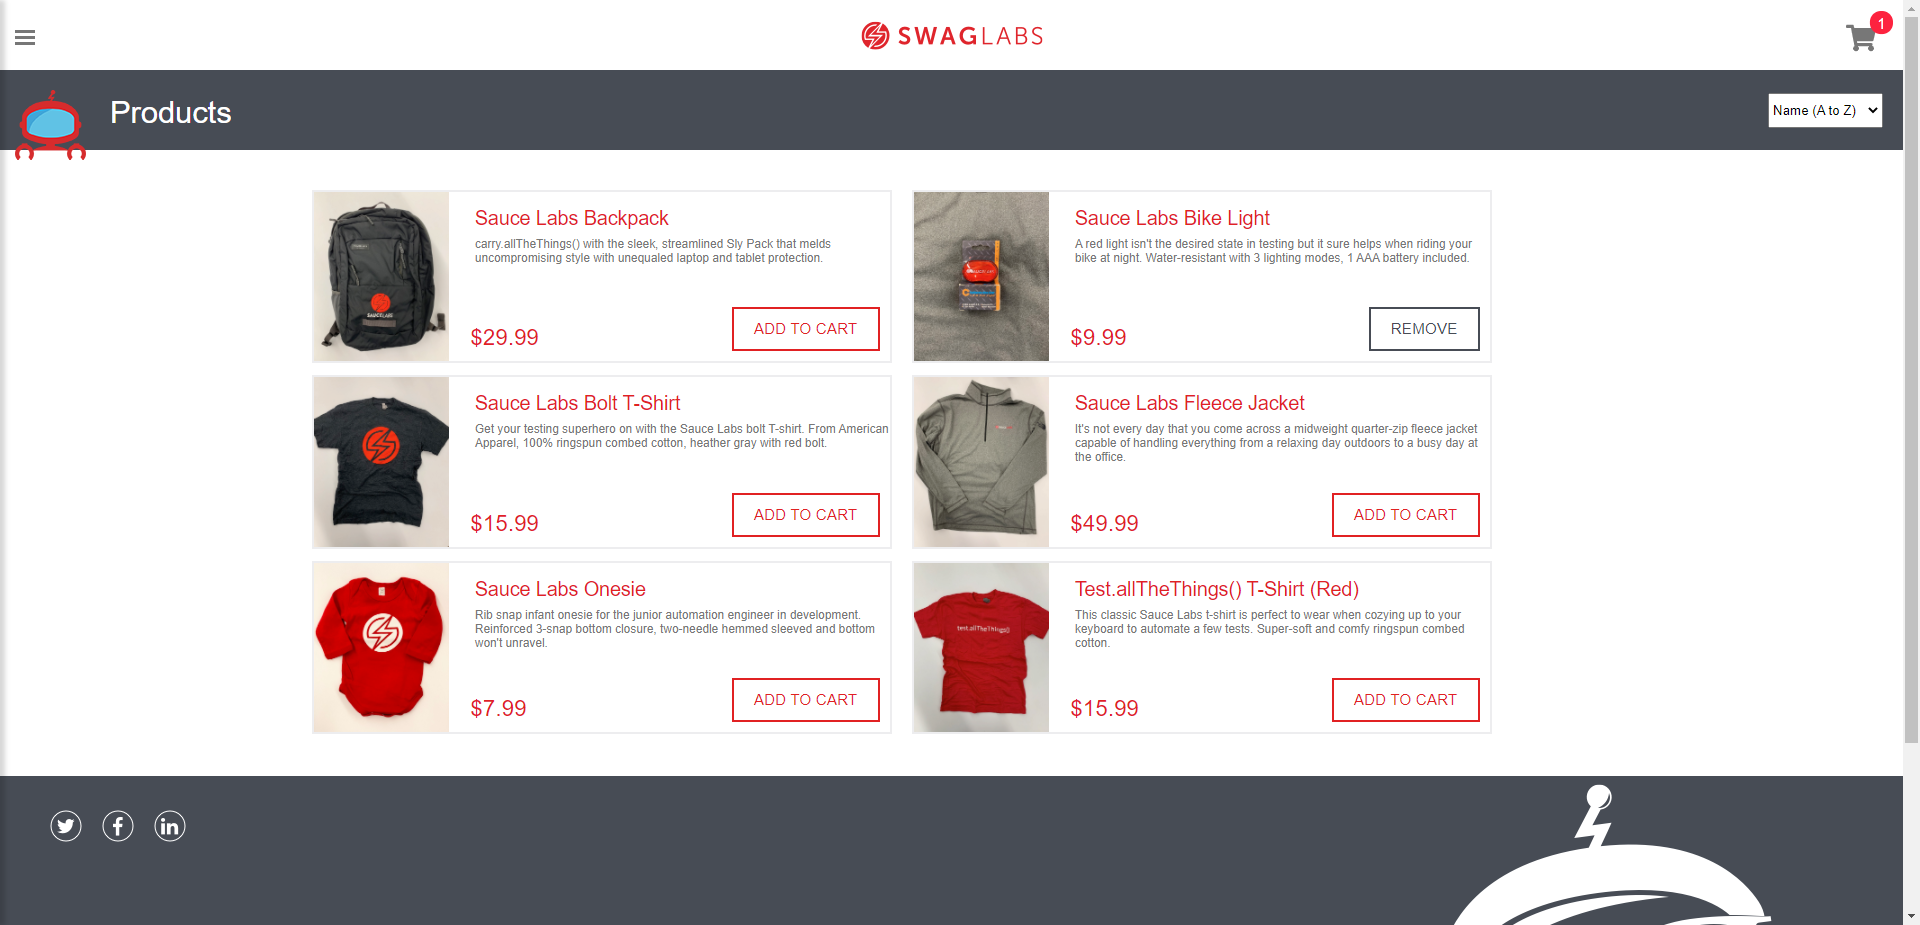 SWAGLABS
1
Products
Name (A to Z)
Sauce Labs Backpack
carry.allTheThings() with the sleek, streamlined Sly Pack that melds
uncompromising style with unequaled laptop and tablet protection.
$29.99
ADD TO CART
SAUCELABS
Sauce Labs Bike Light
A red light isn't the desired state in testing but it sure helps when riding your
bike at night. Water-resistant with 3 lighting modes, 1 AAA battery included.
$9.99
REMOVE
Sauce Labs Bolt T-Shirt
Get your testing superhero on with the Sauce Labs bolt T-shirt. From American
Apparel, 100% ringspun combed cotton, heather gray with red bolt.
$15.99
ADD TO CART
Sauce Labs Fleece Jacket
It's not every day that you come across a midweight quarter-zip fleece jacket
capable of handling everything from a relaxing day outdoors to a busy day at
the office.
$49.99
ADD TO CART
Sauce Labs Onesie
Rib snap infant onesie for the junior automation engineer in development.
Reinforced 3-snap bottom closure, two-needle hemmed sleeved and bottom
won't unravel.
$7.99
ADD TO CART
test.allTheThings()
Test.allTheThings() T-Shirt (Red)
This classic Sauce Labs t-shirt is perfect to wear when cozying up to your
keyboard to automate a few tests. Super-soft and comfy ringspun combed
cotton.
$15.99
ADD TO CART